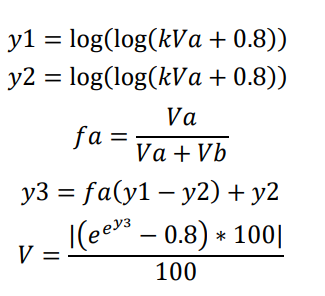 y1 = log(log(kVa + 0.8))
y2 = log(log(kVa + 0.8))
fa = Va / (Va + Vb)
y3 = fa(y1 − y2) + y2
V = |(e^{e^{y3}} − 0.8) * 100| / 100